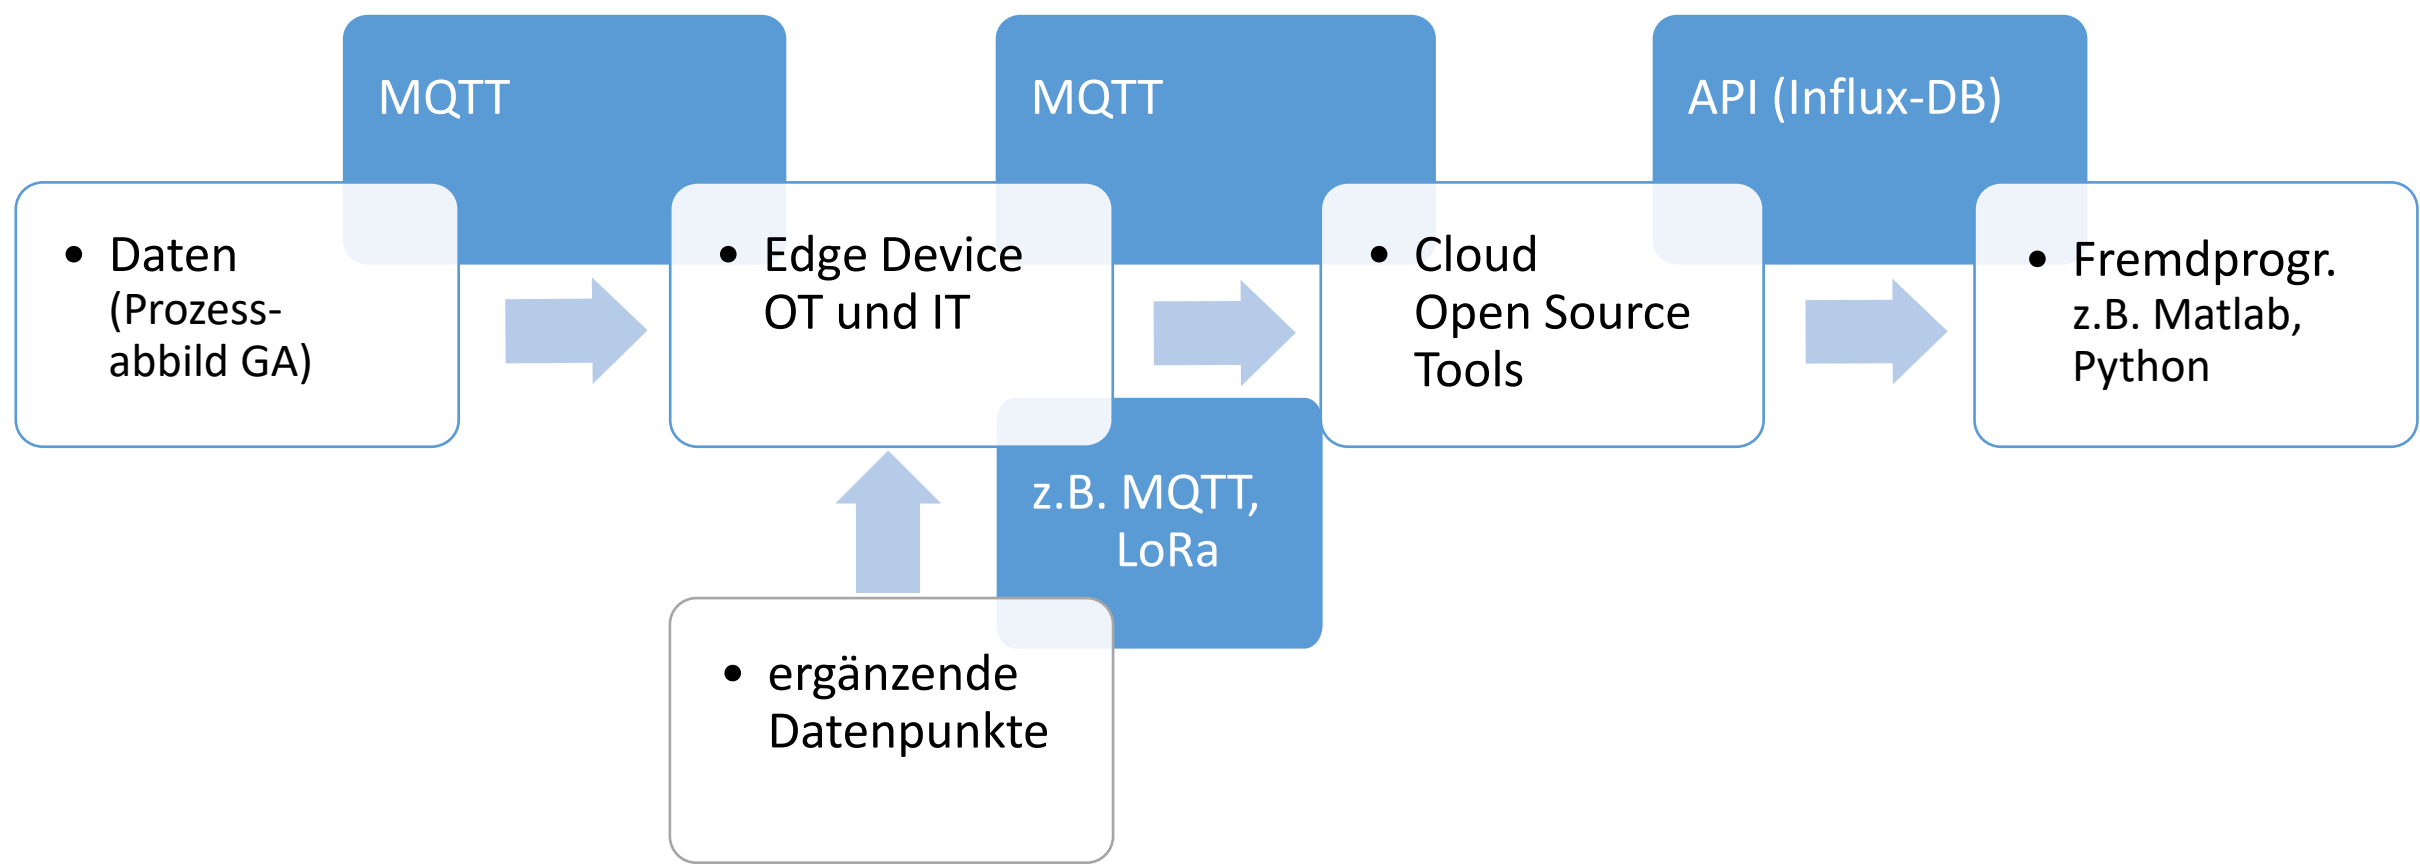 MQTT
MQTT
API (Influx-DB)
• Daten
(Prozess-
abbild GA)
• Edge Device
OT und IT
• Cloud
Open Source
Tools
• Fremdprogr.
z.B. Matlab,
Python
z.B. MQTT,
LoRa
• ergänzende
Datenpunkte